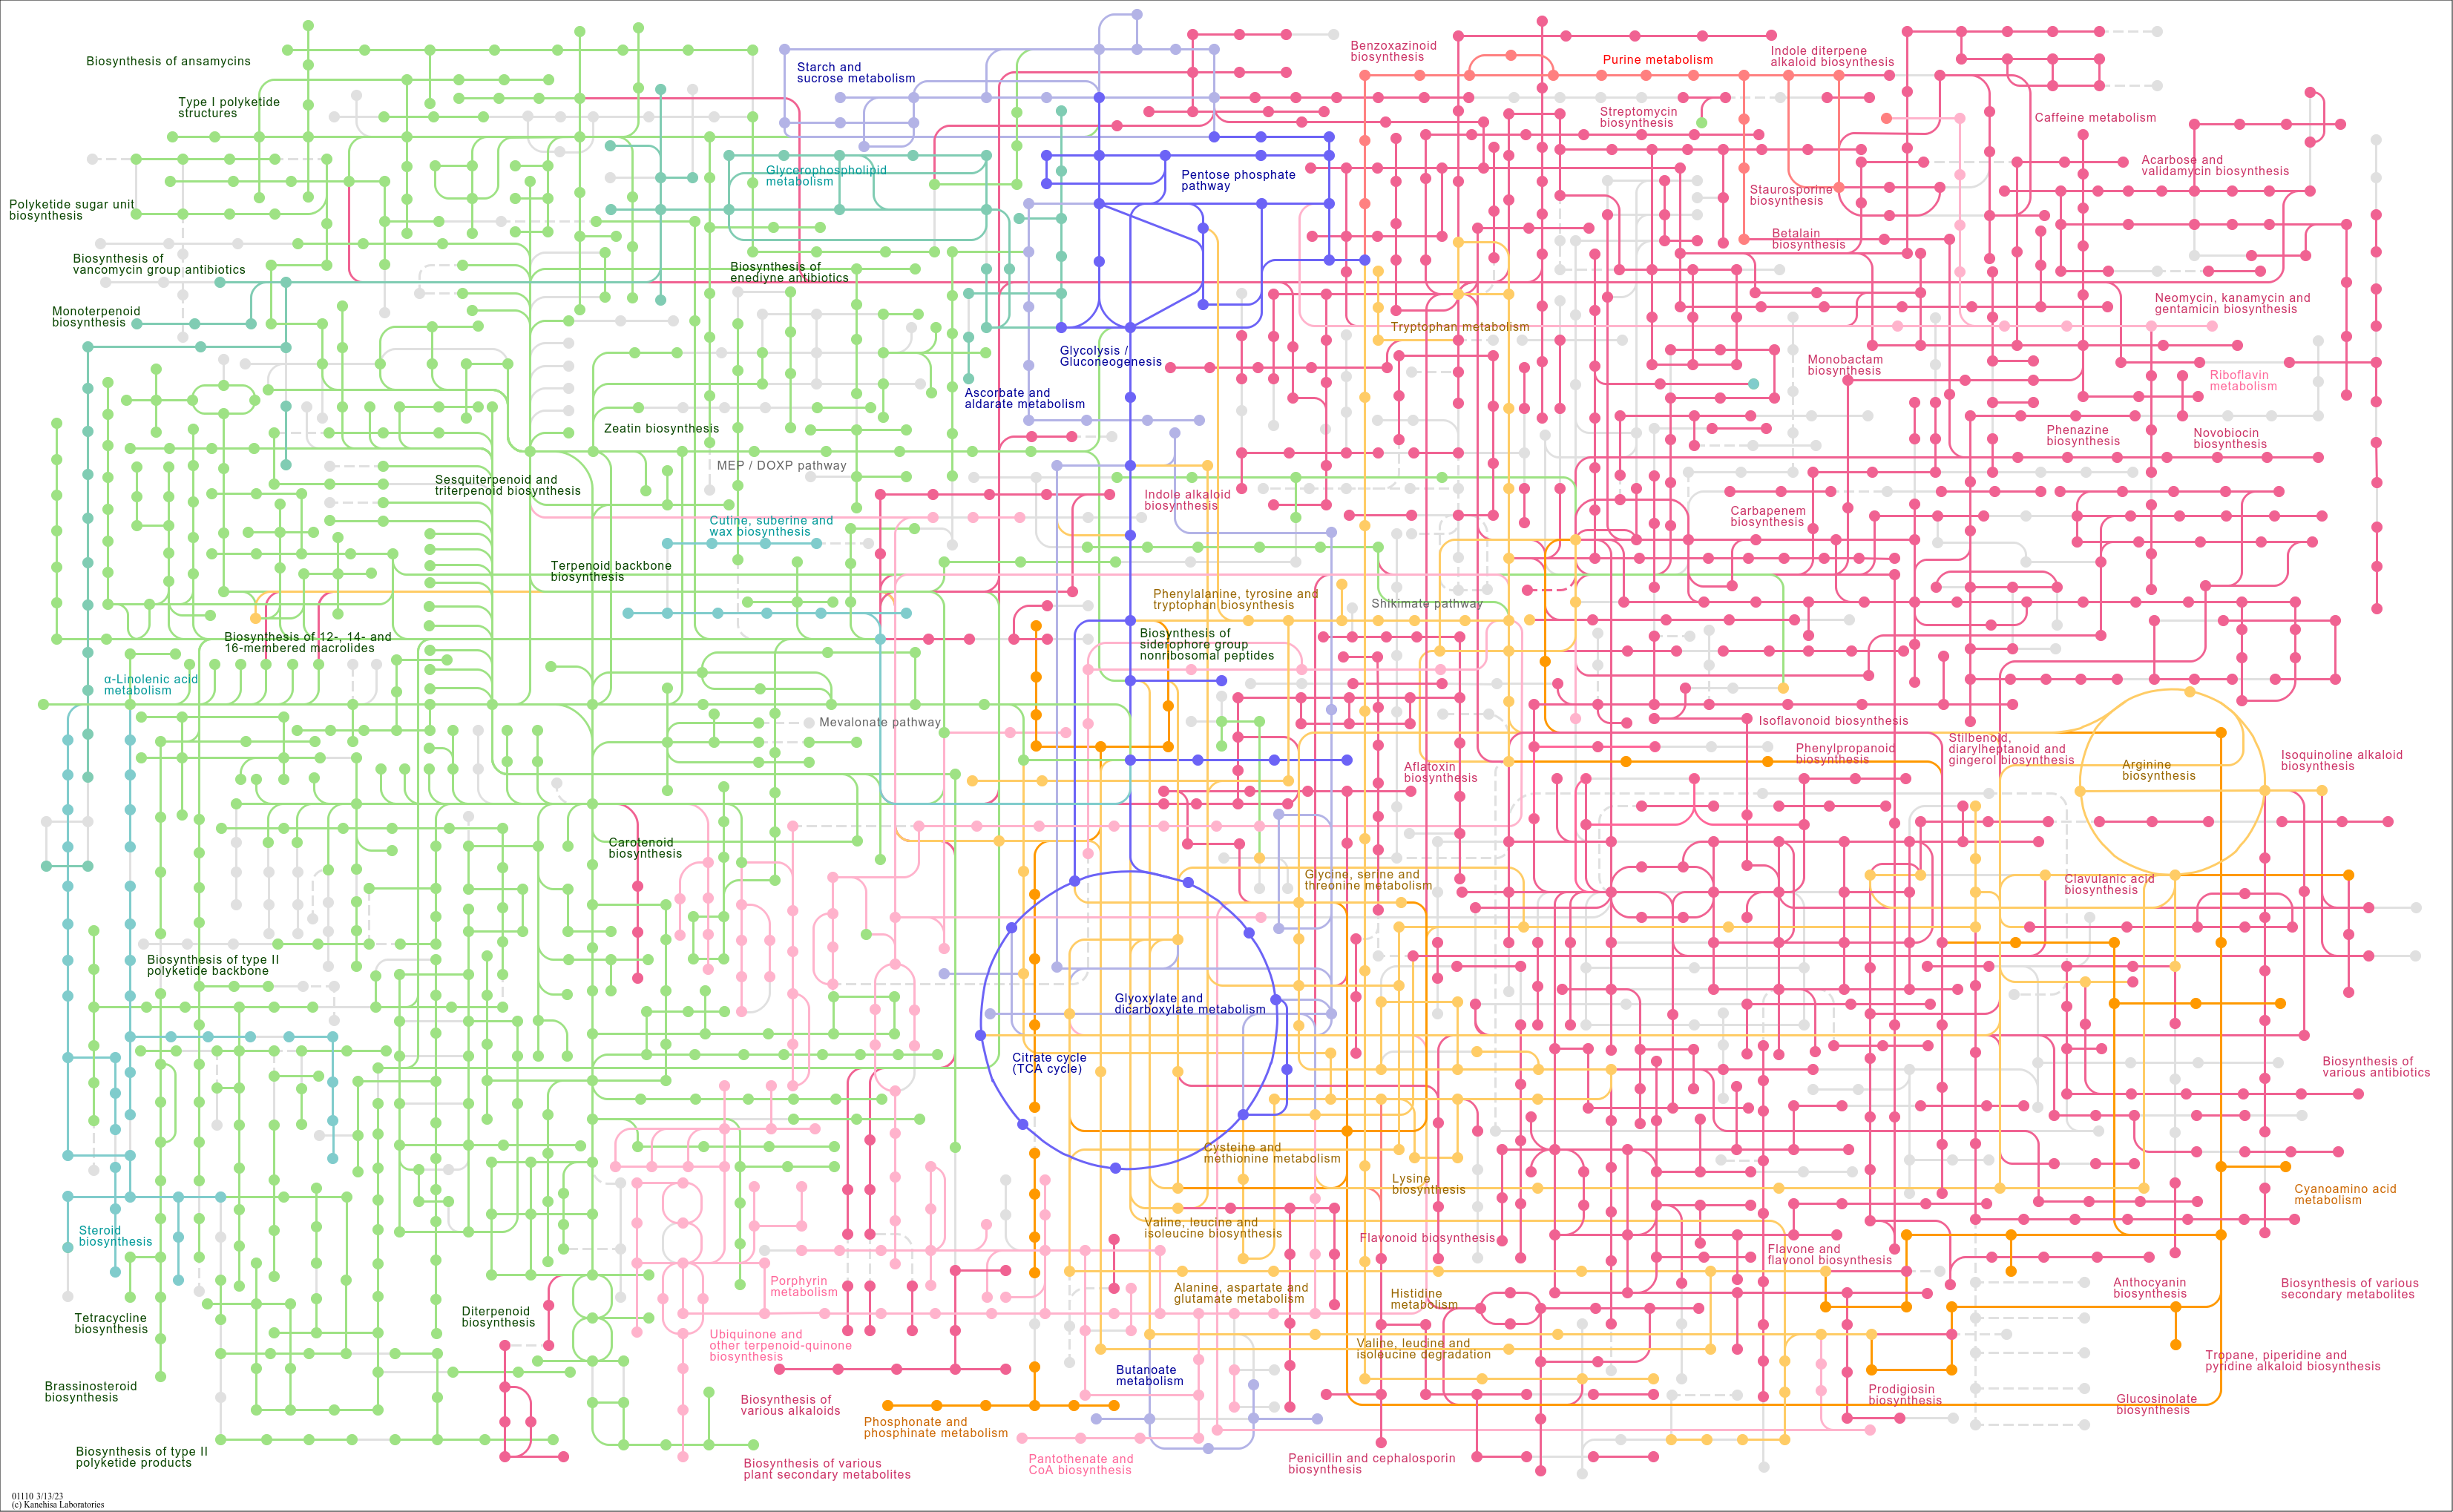 Biosynthesis of ansamycins
Type I polyketide
structures
Polyketide sugar unit
biosynthesis
Biosynthesis of
vancomycin group antibiotics
Monoterpenoid
biosynthesis
Starch and
sucrose metabolism
Glycerophospholipid
metabolism
Biosynthesis of
enediyne antibiotics
Zeatin biosynthesis
MEP / DOXP pathway
Sesquiterpenoid and
triterpenoid biosynthesis
Cutine, suberine and
wax biosynthesis
Terpenoid backbone
biosynthesis
Biosynthesis of 12-, 14- and
16-membered macrolides
α-Linolenic acid
metabolism
Mevalonate pathway
Carotenoid
biosynthesis
Biosynthesis of type II
polyketide backbone
Steroid
biosynthesis
Tetracycline
biosynthesis
Brassinosteroid
biosynthesis
Biosynthesis of type II
polyketide products
Diterpenoid
biosynthesis
Porphyrin
metabolism
Ubiquinone and
other terpenoid-quinone
biosynthesis
Biosynthesis of
various alkaloids
Biosynthesis of various
plant secondary metabolites
Phosphonate and
phosphinate metabolism
Pantothenate and
CoA biosynthesis
Butanoate
metabolism
Penicillin and cephalosporin
biosynthesis
Pentose phosphate
pathway
Glycolysis /
Gluconeogenesis
Ascorbate and
aldarate metabolism
Indole alkaloid
biosynthesis
Phenylalanine, tyrosine and
tryptophan biosynthesis
Shikimate pathway
Biosynthesis of
siderophore group
nonribosomal peptides
Glycine, serine and
threonine metabolism
Glyoxylate and
dicarboxylate metabolism
Citrate cycle
(TCA cycle)
Cysteine and
methionine metabolism
Lysine
biosynthesis
Valine, leucine and
isoleucine biosynthesis
Flavonoid biosynthesis
Alanine, aspartate and
glutamate metabolism
Histidine
metabolism
Valine, leucine and
isoleucine degradation
Benzoxazinoid
biosynthesis
Purine metabolism
Indole diterpene
alkaloid biosynthesis
Streptomycin
biosynthesis
Caffeine metabolism
Acarbose and
validamycin biosynthesis
Staurosporine
biosynthesis
Betalain
biosynthesis
Neomycin, kanamycin and
gentamicin biosynthesis
Tryptophan metabolism
Monobactam
biosynthesis
Riboflavin
metabolism
Phenazine
biosynthesis
Novobiocin
biosynthesis
Carbapenem
biosynthesis
Isoflavonoid biosynthesis
Aflatoxin
biosynthesis
Phenylpropanoid
biosynthesis
Stilbenoid,
diarylheptanoid and
gingerol biosynthesis
Arginine
biosynthesis
Isoquinoline alkaloid
biosynthesis
Clavulanic acid
biosynthesis
Biosynthesis of
various antibiotics
Cyanoamino acid
metabolism
Flavone and
flavonol biosynthesis
Anthocyanin
biosynthesis
Biosynthesis of various
secondary metabolites
Tropane, piperidine and
pyridine alkaloid biosynthesis
Prodigiosin
biosynthesis
Glucosinolate
biosynthesis
01110 3/13/23
(c) Kanehisa Laboratories